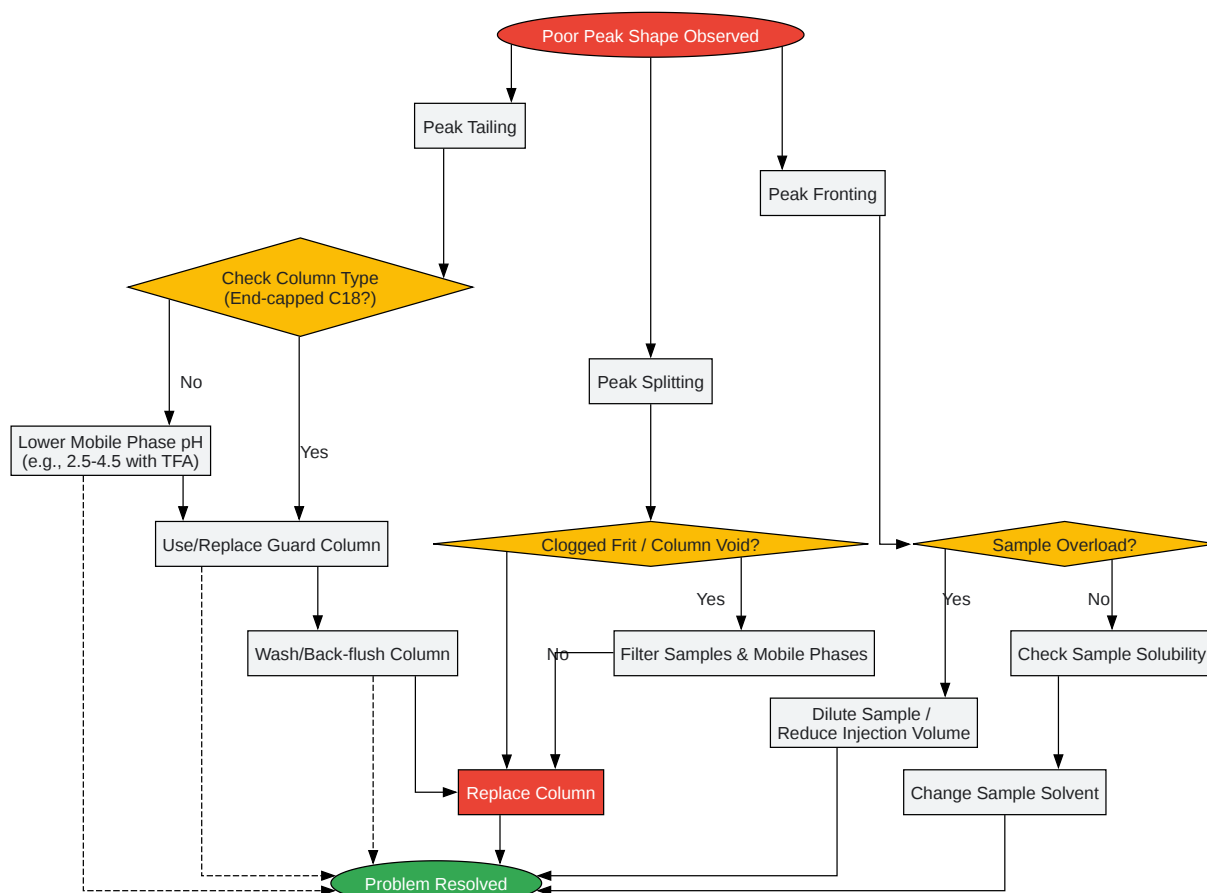 Poor Peak Shape Observed
Peak Tailing
Peak Fronting
Check Column Type
(End-capped C18?)
Peak Splitting
No
Lower Mobile Phase pH
(e.g., 2.5-4.5 with TFA)
Yes
Use/Replace Guard Column
Clogged Frit / Column Void?
Sample Overload?
Yes
Yes
No
Wash/Back-flush Column
No
Filter Samples & Mobile Phases
Check Sample Solubility
Dilute Sample /
Reduce Injection Volume
Replace Column
Change Sample Solvent
Problem Resolved